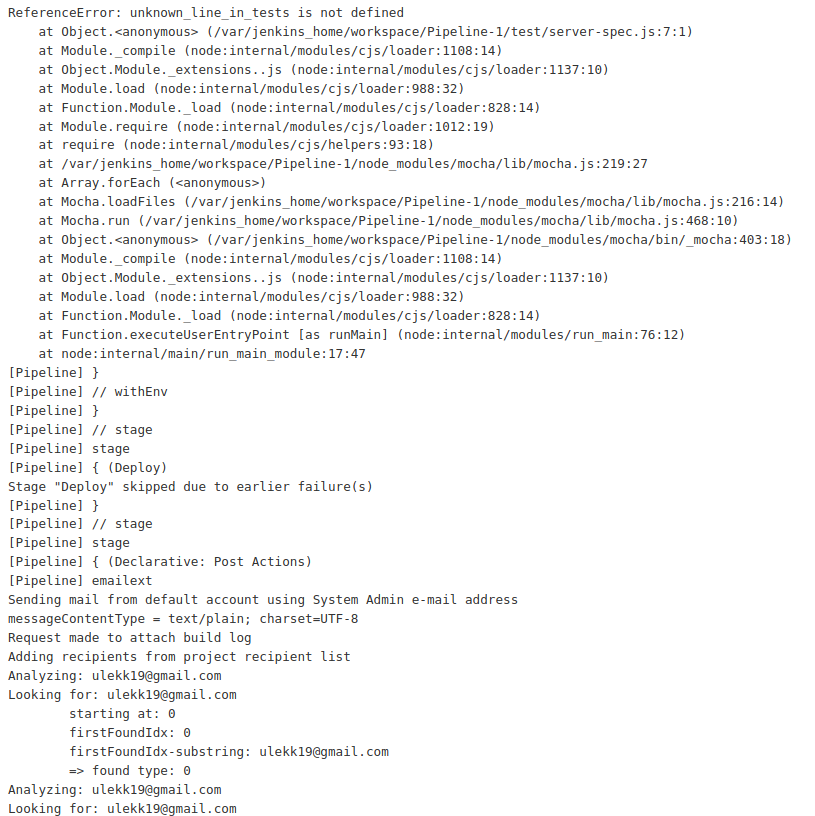 ReferenceError: unknown_line_in_tests is not defined
    at Object.<anonymous> (/var/jenkins_home/workspace/Pipeline-1/test/server-spec.js:7:1)
    at Module._compile (node:internal/modules/cjs/loader:1108:14)
    at Object.Module._extensions..js (node:internal/modules/cjs/loader:1137:10)
    at Module.load (node:internal/modules/cjs/loader:988:32)
    at Function.Module._load (node:internal/modules/cjs/loader:828:14)
    at Module.require (node:internal/modules/cjs/loader:1012:19)
    at require (node:internal/modules/cjs/helpers:93:18)
    at /var/jenkins_home/workspace/Pipeline-1/node_modules/mocha/lib/mocha.js:219:27
    at Array.forEach (<anonymous>)
    at Mocha.loadFiles (/var/jenkins_home/workspace/Pipeline-1/node_modules/mocha/lib/mocha.js:216:14)
    at Mocha.run (/var/jenkins_home/workspace/Pipeline-1/node_modules/mocha/lib/mocha.js:468:10)
    at Object.<anonymous> (/var/jenkins_home/workspace/Pipeline-1/node_modules/mocha/bin/_mocha:403:18)
    at Module._compile (node:internal/modules/cjs/loader:1108:14)
    at Object.Module._extensions..js (node:internal/modules/cjs/loader:1137:10)
    at Module.load (node:internal/modules/cjs/loader:988:32)
    at Function.Module._load (node:internal/modules/cjs/loader:828:14)
    at Function.executeUserEntryPoint [as runMain] (node:internal/modules/run_main:76:12)
    at node:internal/main/run_main_module:17:47
[Pipeline] }
[Pipeline] // withEnv
[Pipeline] }
[Pipeline] // stage
[Pipeline] stage
[Pipeline] { (Deploy)
Stage "Deploy" skipped due to earlier failure(s)
[Pipeline] }
[Pipeline] // stage
[Pipeline] stage
[Pipeline] { (Declarative: Post Actions)
[Pipeline] emailext
Sending mail from default account using System Admin e-mail address
messageContentType = text/plain; charset=UTF-8
Request made to attach build log
Adding recipients from project recipient list
Analyzing: ulekk19@gmail.com
Looking for: ulekk19@gmail.com
        starting at: 0
        firstFoundIdx: 0
        firstFoundIdx-substring: ulekk19@gmail.com
        => found type: 0
Analyzing: ulekk19@gmail.com
Looking for: ulekk19@gmail.com